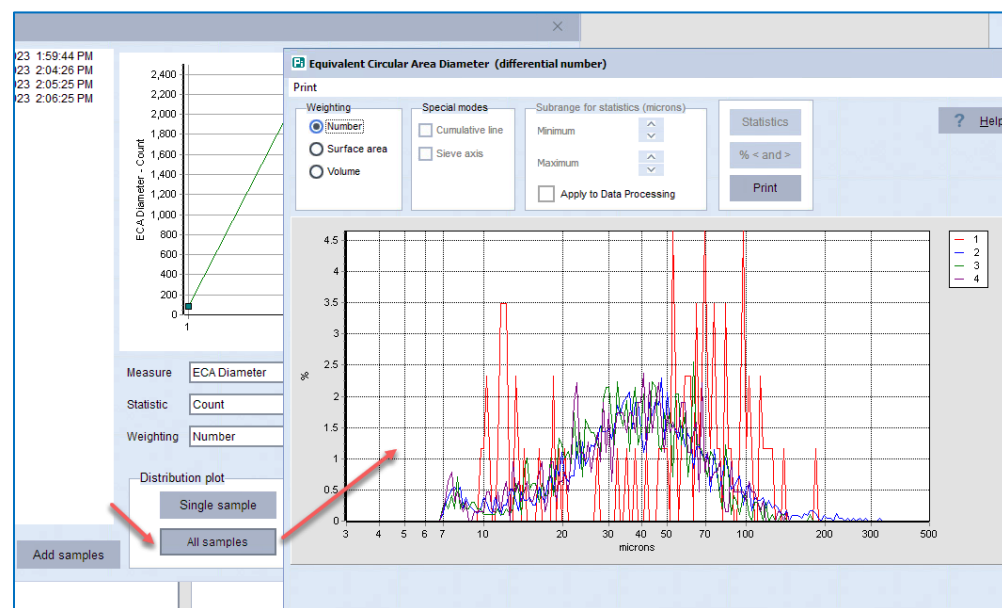 023 1:59:44 PM
023 2:04:26 PM
023 2:05:25 PM
023 2:06:25 PM
2,400
2,200
2,000
1,800
1,600
1,400
1,200
1,000
800
600
400
200
0
ECA Diameter - Count
1
Measure ECA Diameter
Statistic Count
Weighting Number
Distribution plot
Single sample
All samples
Add samples
Equivalent Circular Area Diameter (differential number)
Print
Weighting
Number
Surface area
Volume
Special modes
Cumulative line
Sieve axis
Subrange for statistics (microns)
Minimum
Maximum
Apply to Data Processing
Statistics
% < and >
Print
? Help
4.5
4
3.5
3
2.5
2
1.5
1
0.5
0
%
3 4 5 6 7 10 20 30 40 50 70 100 200 300 500
microns
1
2
3
4